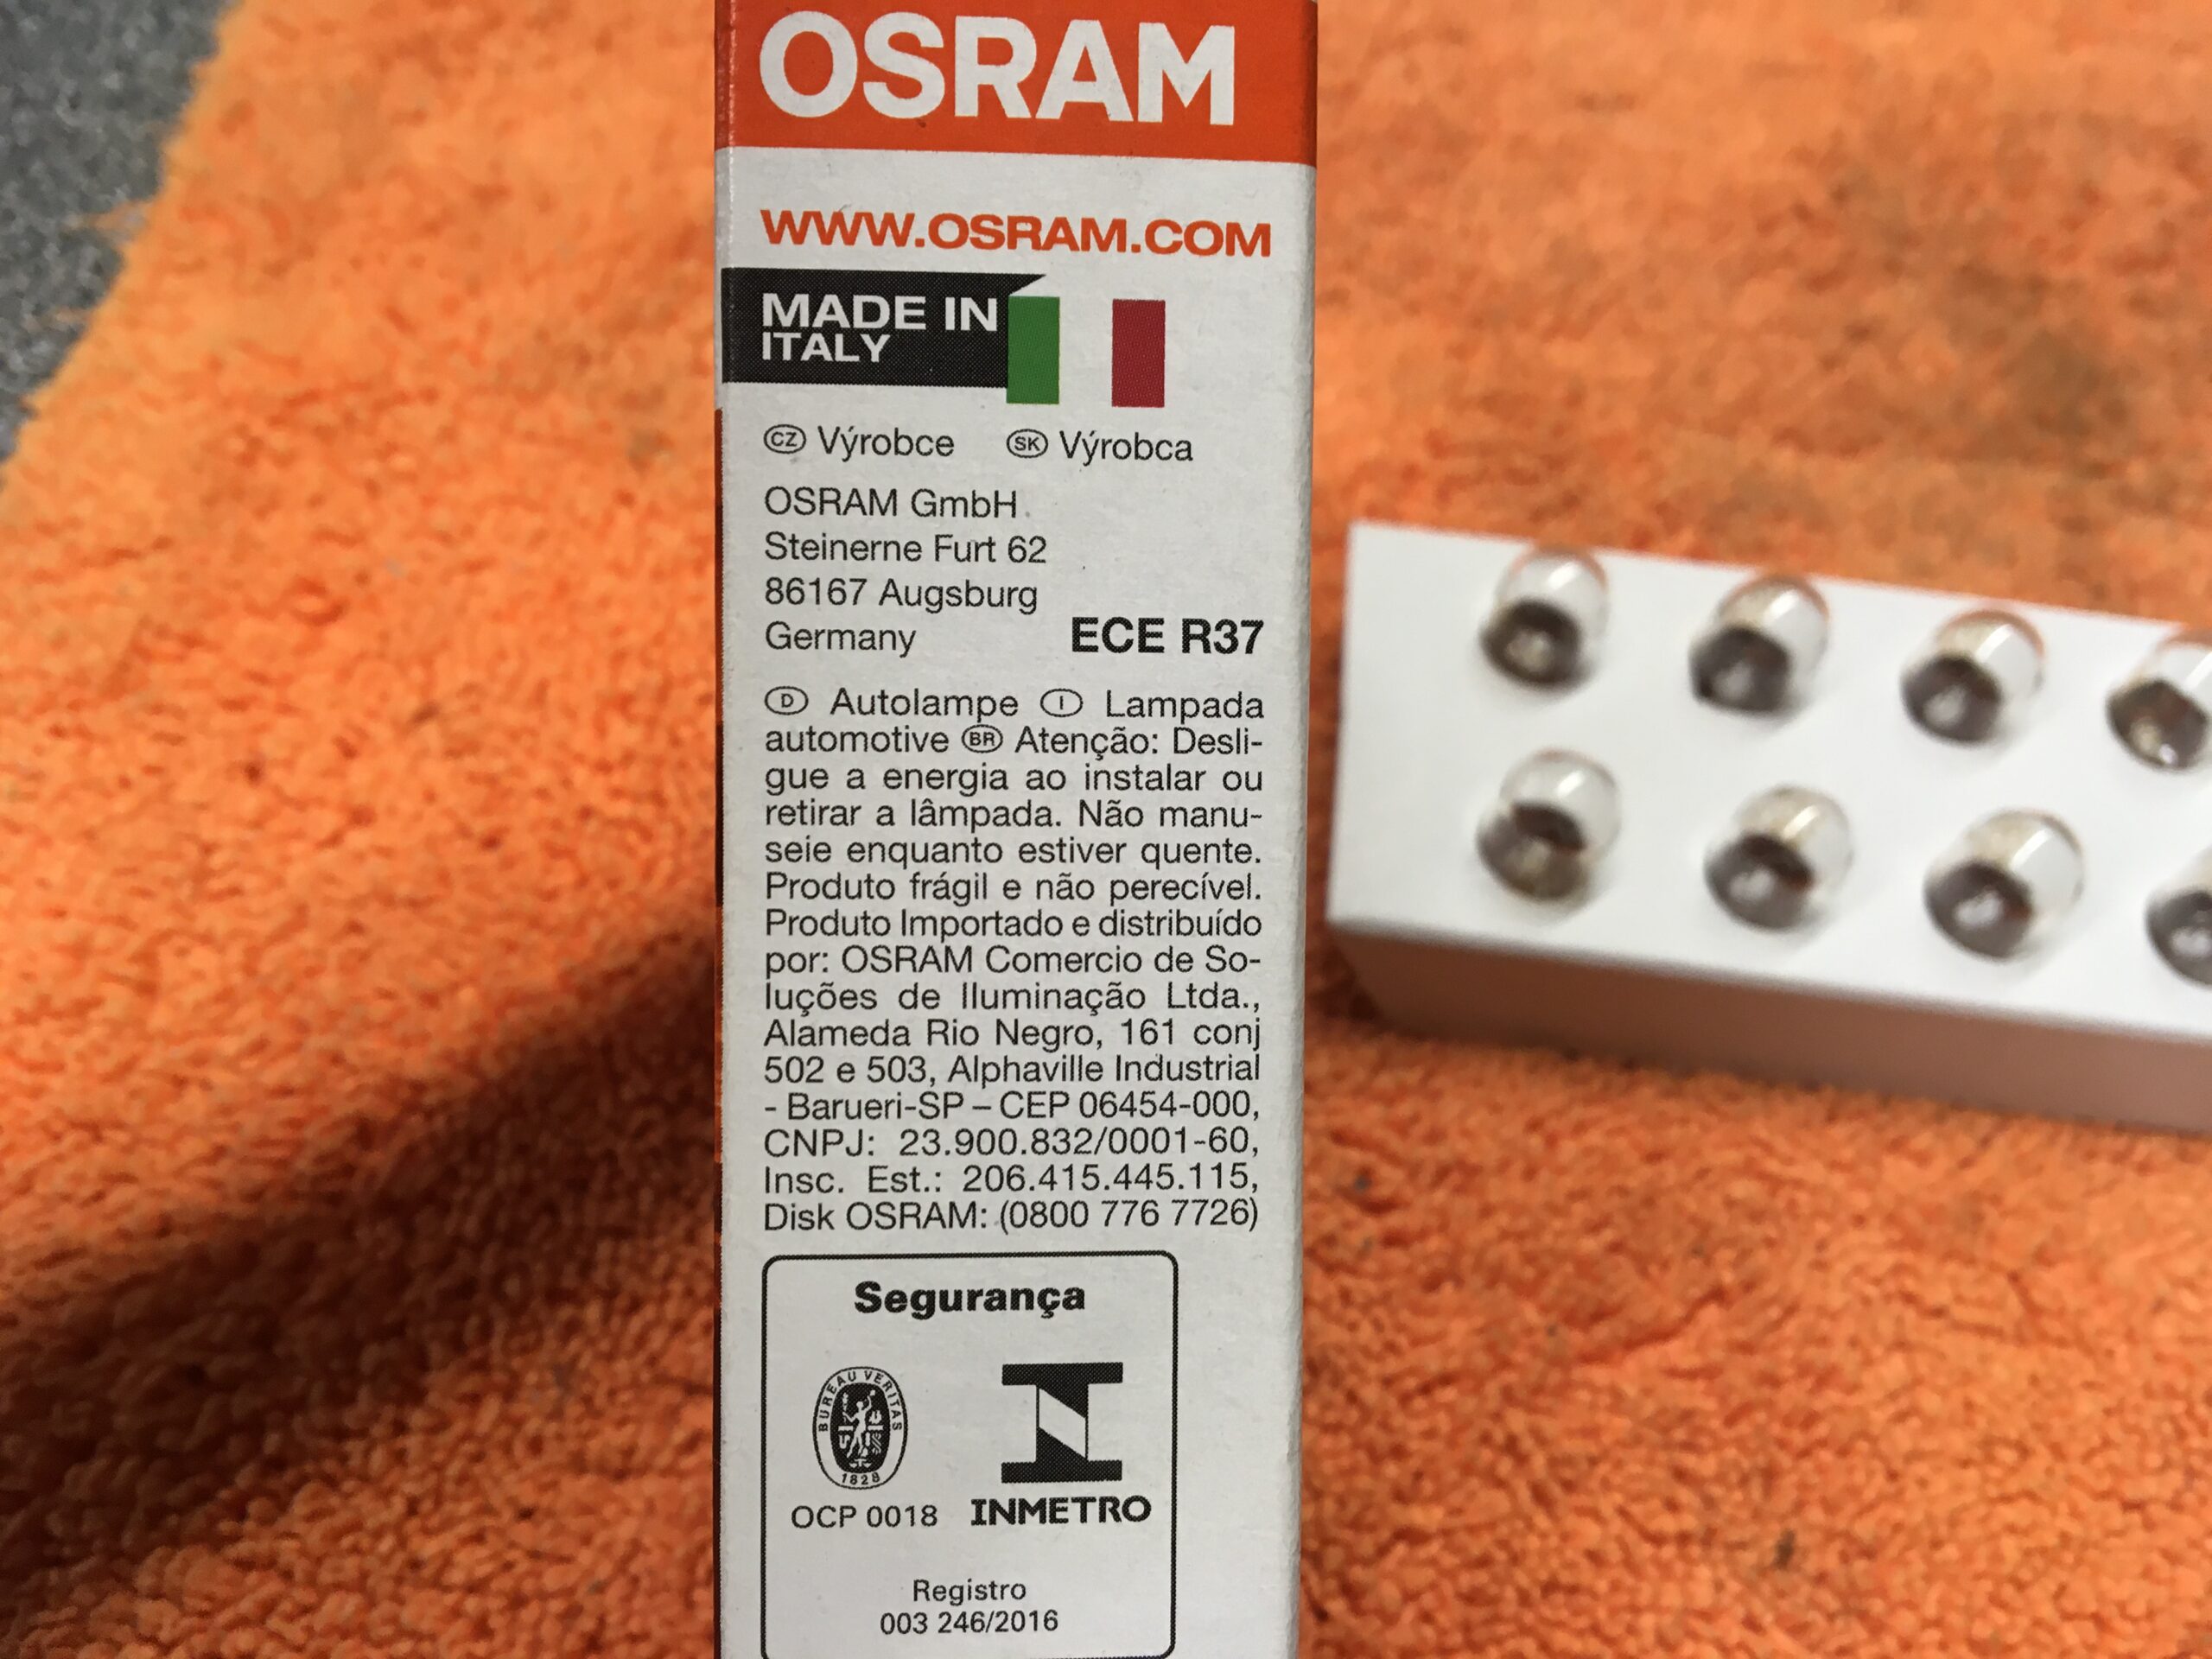 OSRAM
WWW.OSRAM.COM
MADE IN
ITALY
CZ Výrobce SK Výrobca
OSRAM GmbH
Steinerne Furt 62
86167 Augsburg
Germany ECE R37
D Autolampe I Lampada
automotive BR Atenção: Desli-
gue a energia ao instalar ou
retirar a lâmpada. Não manu-
seie enquanto estiver quente.
Produto frágil e não perecível.
Produto Importado e distribuído
por: OSRAM Comercio de So-
luções de Iluminação Ltda.,
Alameda Rio Negro, 161 conj
502 e 503, Alphaville Industrial
- Barueri-SP – CEP 06454-000,
CNPJ: 23.900.832/0001-60,
Insc. Est.: 206.415.445.115,
Disk OSRAM: (0800 776 7726)
Segurança
BUREAU VERITAS
1828
OCP 0018 INMETRO
Registro
003 246/2016